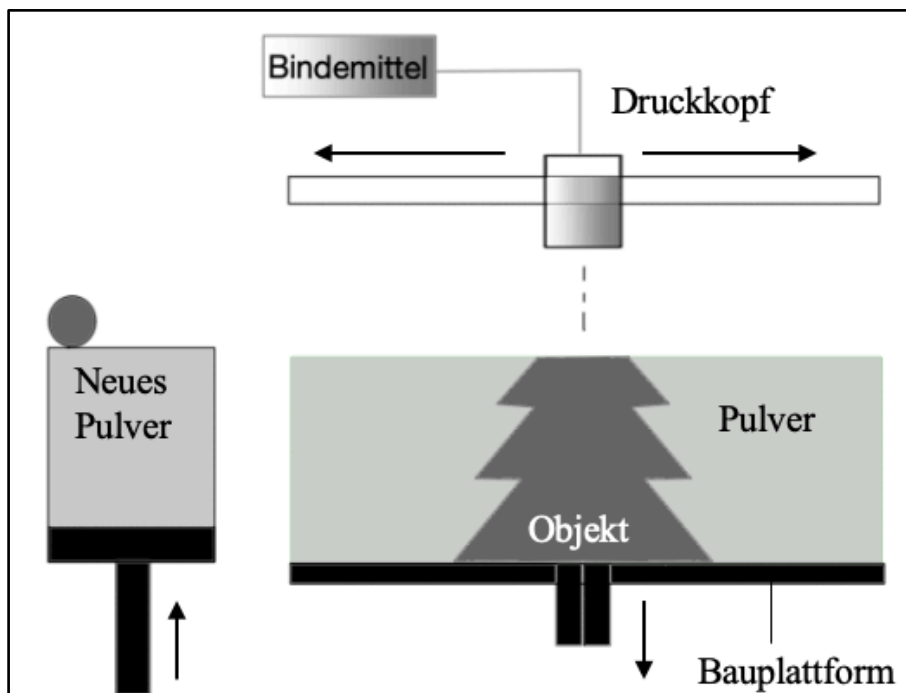 Bindemittel
Druckkopf
Neues
Pulver
Pulver
Objekt
Bauplattform